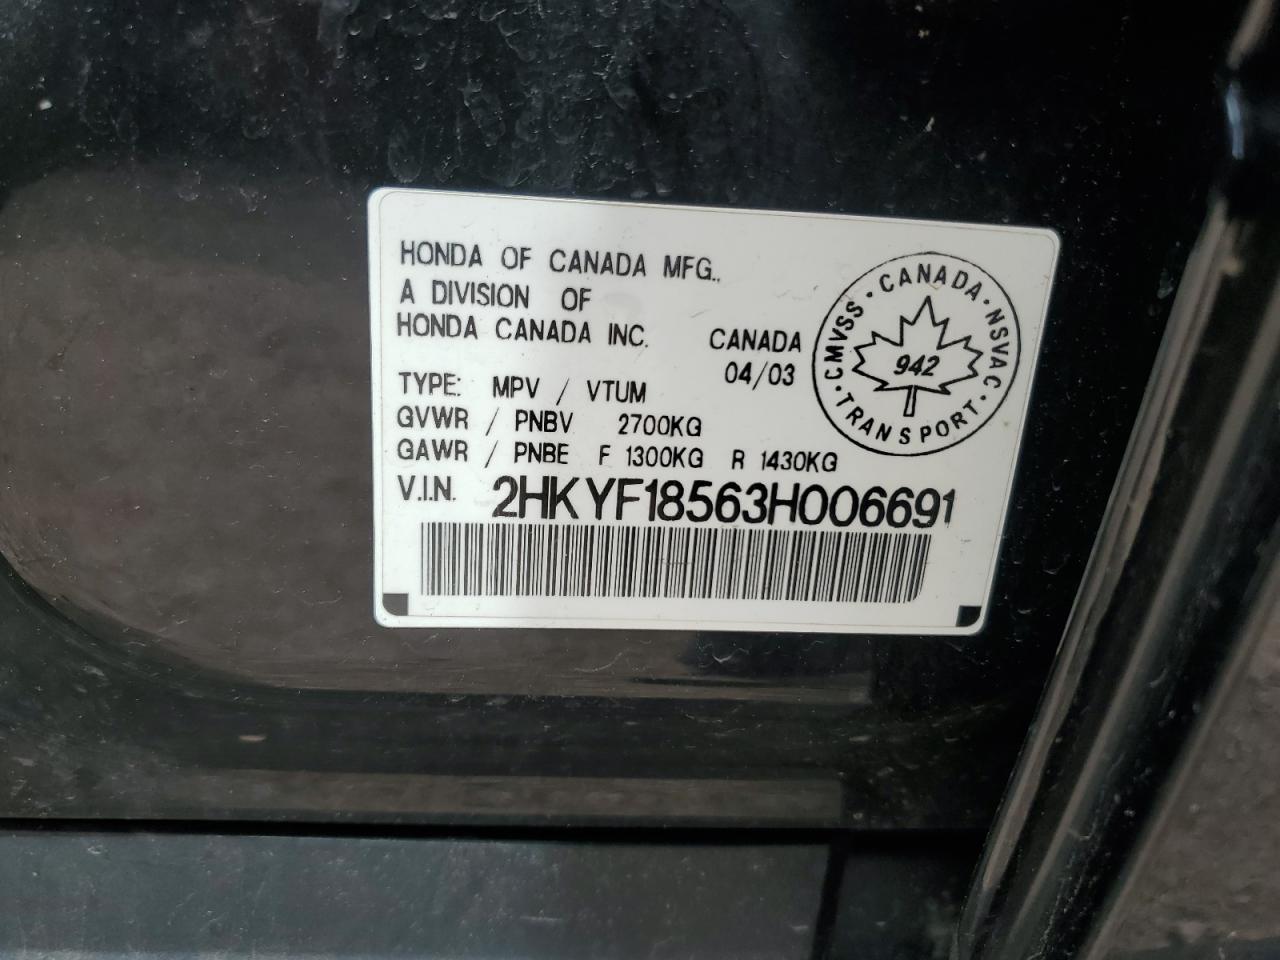 HONDA OF CANADA MFG.,
A DIVISION OF
HONDA CANADA INC.
CANADA
04/03
TYPE: MPV / VTUM
GVWR / PNBV 2700KG
GAWR / PNBE F 1300KG R 1430KG
V.I.N. 2HKYF18563H006691
CANADA · NSVAC · TRANSPORT · CMVSS ·
942